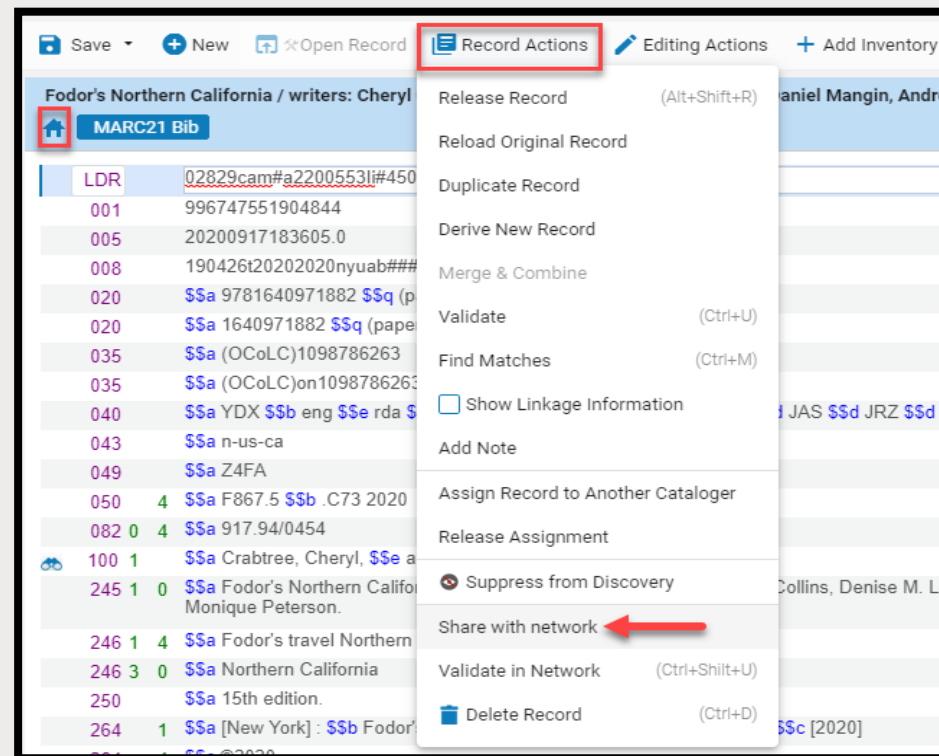 Save New Open Record Record Actions Editing Actions Add Inventory
Fodor's Northern California / writers: Cheryl aniel Mangin, Andr
MARC21 Bib
Release Record (Alt+Shift+R)
Reload Original Record
Duplicate Record
Derive New Record
Merge & Combine
Validate (Ctrl+U)
Find Matches (Ctrl+M)
Show Linkage Information
Add Note
Assign Record to Another Cataloger
Release Assignment
Suppress from Discovery
Share with network
Validate in Network (Ctrl+Shift+U)
Delete Record (Ctrl+D)
LDR 02829cam#a2200553li#450
001 996747551904844
005 20200917183605.0
008 190426t20202020nyuab###
020 $$a 9781640971882 $$q (p
020 $$a 1640971882 $$q (pape
035 $$a (OCoLC)1098786263
035 $$a (OCoLC)on1098786263
040 $$a YDX $$b eng $$e rda $ JAS $$d JRZ $$d
043 $$a n-us-ca
049 $$a Z4FA
050 4 $$a F867.5 $$b .C73 2020
082 0 4 $$a 917.94/0454
100 1 $$a Crabtree, Cheryl, $$e a
245 1 0 $$a Fodor's Northern Califor Collins, Denise M. L
Monique Peterson.
246 1 4 $$a Fodor's travel Northern
246 3 0 $$a Northern California
250 $$a 15th edition.
264 1 $$a [New York] : $$b Fodor' $$c [2020]